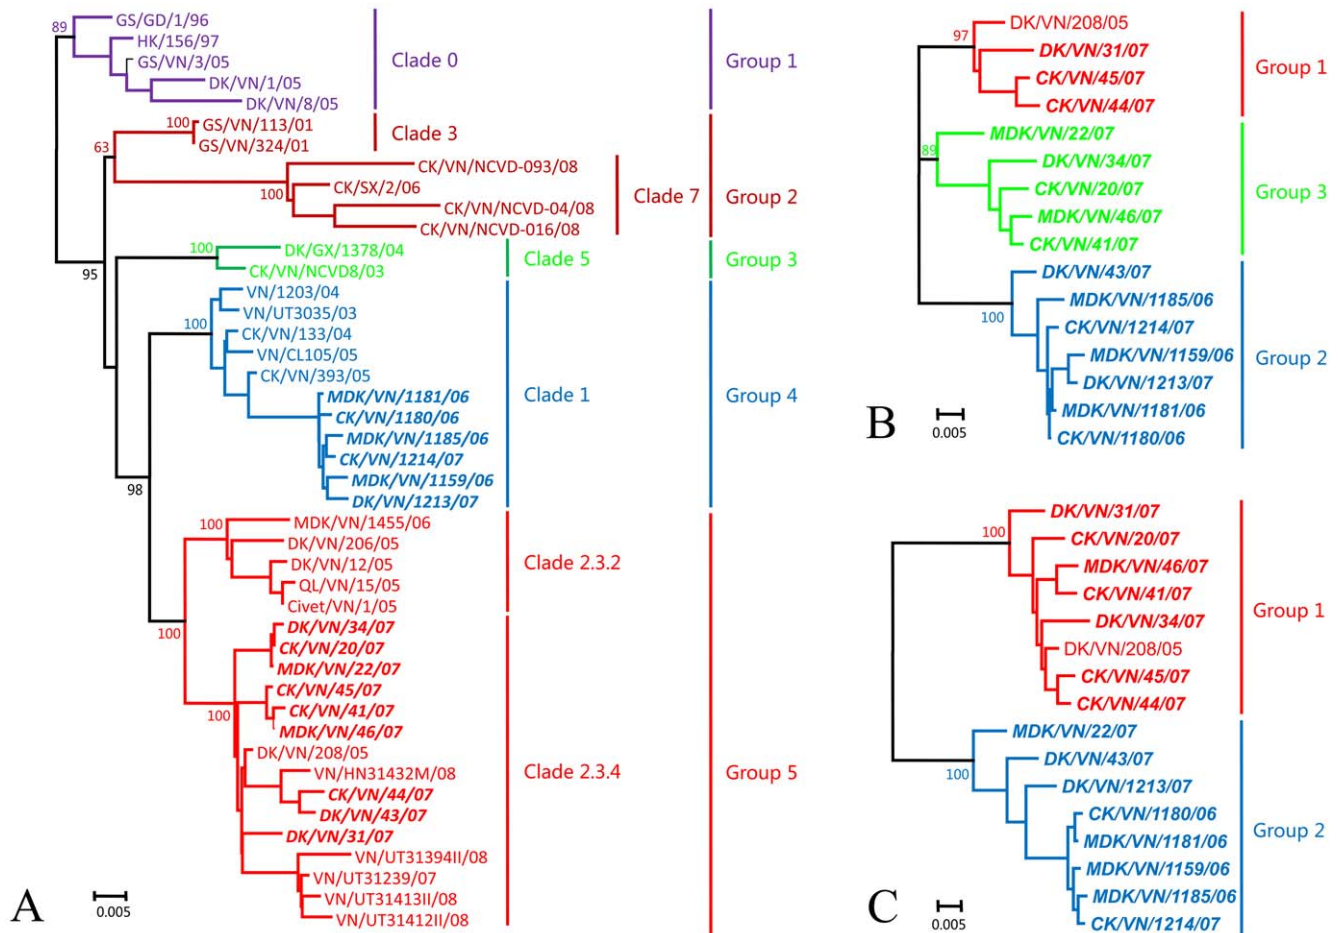 89
GS/GD/1/96
HK/156/97
GS/VN/3/05
DK/VN/1/05
DK/VN/8/05
Clade 0
Group 1
100
GS/VN/113/01
GS/VN/324/01
Clade 3
63
CK/VN/NCVD-093/08
100
CK/SX/2/06
CK/VN/NCVD-04/08
CK/VN/NCVD-016/08
Clade 7
Group 2
95
100
DK/GX/1378/04
CK/VN/NCVD8/03
Clade 5
Group 3
VN/1203/04
VN/UT3035/03
100
CK/VN/133/04
VN/CL105/05
CK/VN/393/05
MDK/VN/1181/06
CK/VN/1180/06
MDK/VN/1185/06
CK/VN/1214/07
MDK/VN/1159/06
DK/VN/1213/07
Clade 1
Group 4
98
100
MDK/VN/1455/06
DK/VN/206/05
DK/VN/12/05
QL/VN/15/05
Civet/VN/1/05
Clade 2.3.2
100
DK/VN/34/07
CK/VN/20/07
MDK/VN/22/07
CK/VN/45/07
100
CK/VN/41/07
MDK/VN/46/07
DK/VN/208/05
VN/HN31432M/08
CK/VN/44/07
DK/VN/43/07
DK/VN/31/07
VN/UT31394II/08
VN/UT31239/07
VN/UT31413II/08
VN/UT31412II/08
Clade 2.3.4
Group 5
A
0.005
97
DK/VN/208/05
DK/VN/31/07
CK/VN/45/07
CK/VN/44/07
Group 1
89
MDK/VN/22/07
DK/VN/34/07
CK/VN/20/07
MDK/VN/46/07
CK/VN/41/07
Group 3
100
DK/VN/43/07
MDK/VN/1185/06
CK/VN/1214/07
MDK/VN/1159/06
DK/VN/1213/07
MDK/VN/1181/06
CK/VN/1180/06
Group 2
B
0.005
100
DK/VN/31/07
CK/VN/20/07
MDK/VN/46/07
CK/VN/41/07
DK/VN/34/07
DK/VN/208/05
CK/VN/45/07
CK/VN/44/07
Group 1
100
MDK/VN/22/07
DK/VN/43/07
DK/VN/1213/07
CK/VN/1180/06
MDK/VN/1181/06
MDK/VN/1159/06
MDK/VN/1185/06
CK/VN/1214/07
Group 2
C
0.005